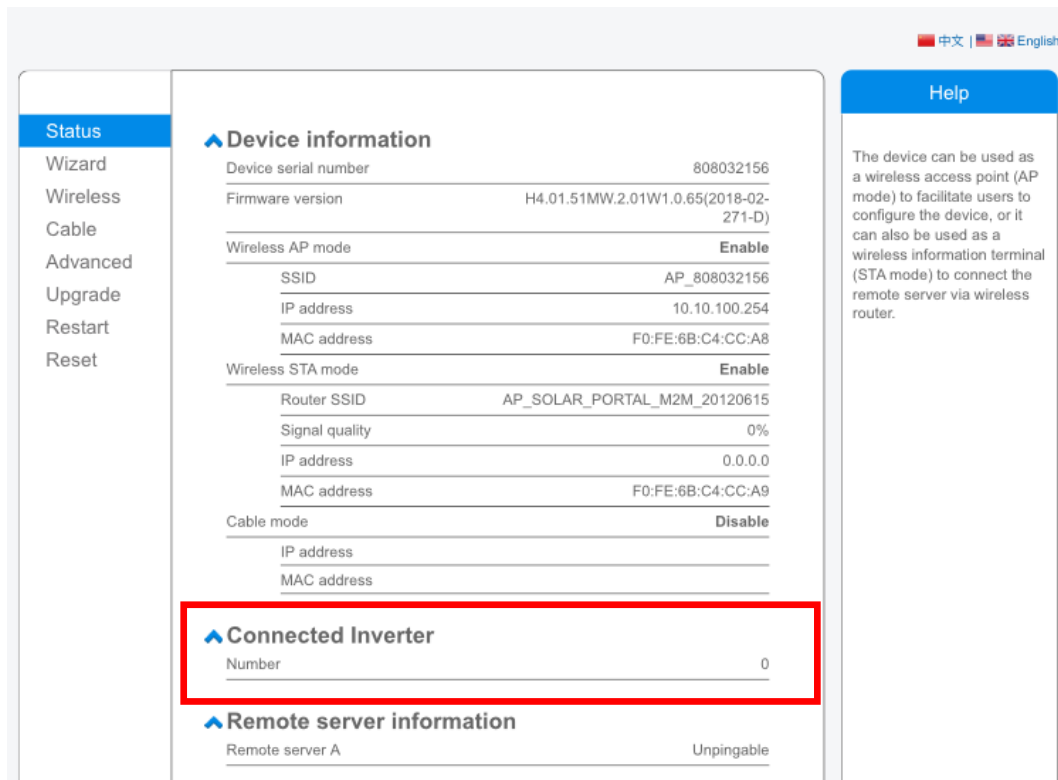 中文 | English
Help
Status
Wizard
Wireless
Cable
Advanced
Upgrade
Restart
Reset
Device information
Device serial number 808032156
Firmware version H4.01.51MW.2.01W1.0.65(2018-02-
271-D)
Wireless AP mode Enable
SSID AP_808032156
IP address 10.10.100.254
MAC address F0:FE:6B:C4:CC:A8
Wireless STA mode Enable
Router SSID AP_SOLAR_PORTAL_M2M_20120615
Signal quality 0%
IP address 0.0.0.0
MAC address F0:FE:6B:C4:CC:A9
Cable mode Disable
IP address
MAC address
Connected Inverter
Number 0
Remote server information
Remote server A Unpingable
The device can be used as
a wireless access point (AP
mode) to facilitate users to
configure the device, or it
can also be used as a
wireless information terminal
(STA mode) to connect the
remote server via wireless
router.